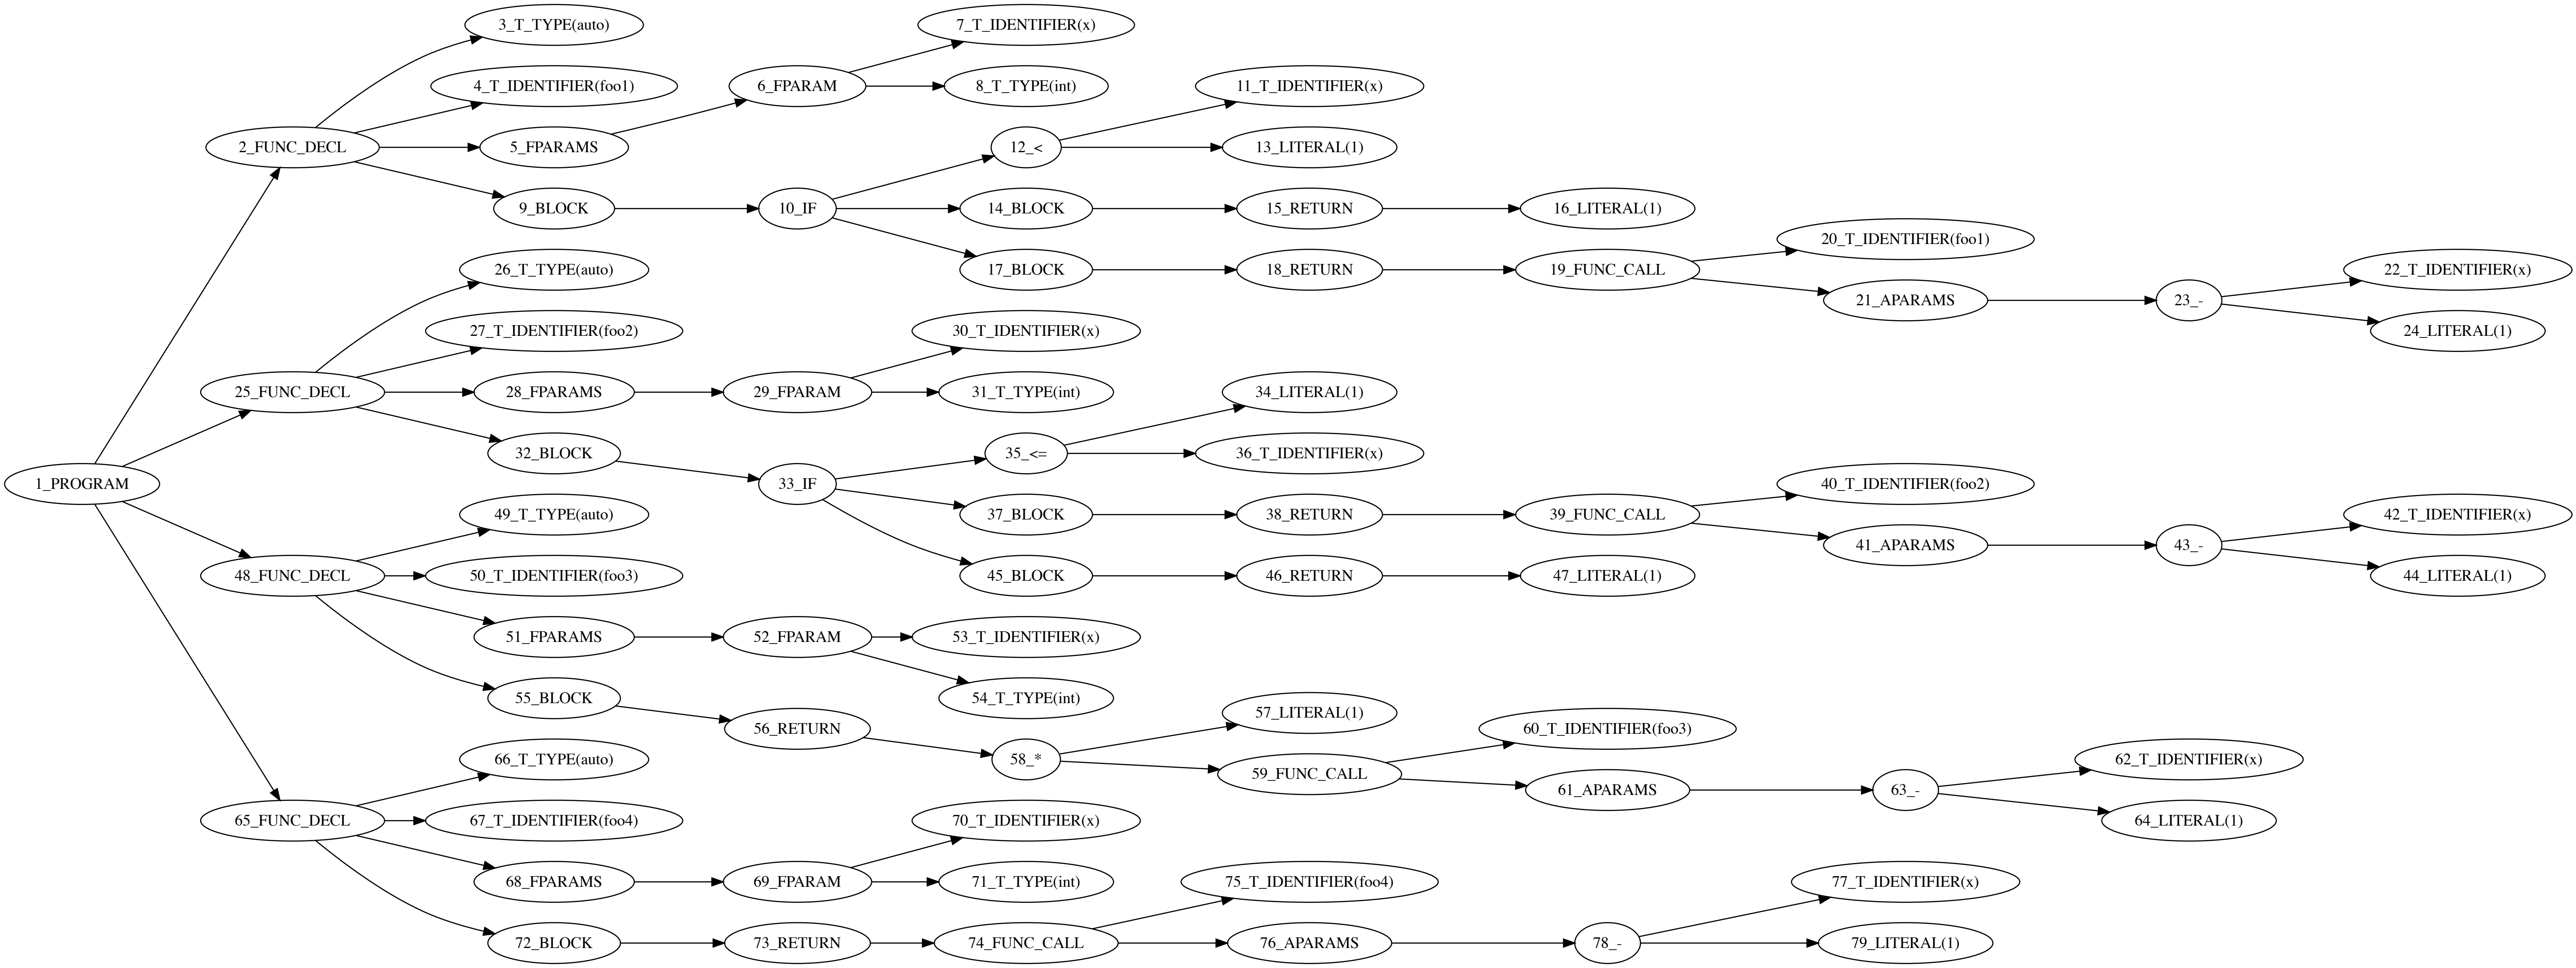 1_PROGRAM
2_FUNC_DECL
3_T_TYPE(auto)
4_T_IDENTIFIER(foo1)
5_FPARAMS
6_FPARAM
7_T_IDENTIFIER(x)
8_T_TYPE(int)
9_BLOCK
10_IF
12_<
11_T_IDENTIFIER(x)
13_LITERAL(1)
14_BLOCK
15_RETURN
16_LITERAL(1)
17_BLOCK
18_RETURN
19_FUNC_CALL
20_T_IDENTIFIER(foo1)
21_APARAMS
23_-
22_T_IDENTIFIER(x)
24_LITERAL(1)
25_FUNC_DECL
26_T_TYPE(auto)
27_T_IDENTIFIER(foo2)
28_FPARAMS
29_FPARAM
30_T_IDENTIFIER(x)
31_T_TYPE(int)
32_BLOCK
33_IF
35_<=
34_LITERAL(1)
36_T_IDENTIFIER(x)
37_BLOCK
38_RETURN
39_FUNC_CALL
40_T_IDENTIFIER(foo2)
41_APARAMS
43_-
42_T_IDENTIFIER(x)
44_LITERAL(1)
45_BLOCK
46_RETURN
47_LITERAL(1)
48_FUNC_DECL
49_T_TYPE(auto)
50_T_IDENTIFIER(foo3)
51_FPARAMS
52_FPARAM
53_T_IDENTIFIER(x)
54_T_TYPE(int)
55_BLOCK
56_RETURN
58_*
57_LITERAL(1)
59_FUNC_CALL
60_T_IDENTIFIER(foo3)
61_APARAMS
63_-
62_T_IDENTIFIER(x)
64_LITERAL(1)
65_FUNC_DECL
66_T_TYPE(auto)
67_T_IDENTIFIER(foo4)
68_FPARAMS
69_FPARAM
70_T_IDENTIFIER(x)
71_T_TYPE(int)
72_BLOCK
73_RETURN
74_FUNC_CALL
75_T_IDENTIFIER(foo4)
76_APARAMS
78_-
77_T_IDENTIFIER(x)
79_LITERAL(1)